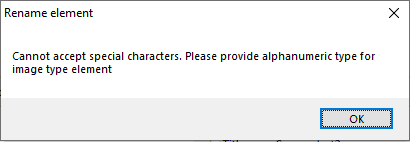 Rename element
Cannot accept special characters. Please provide alphanumeric type for
image type element
OK